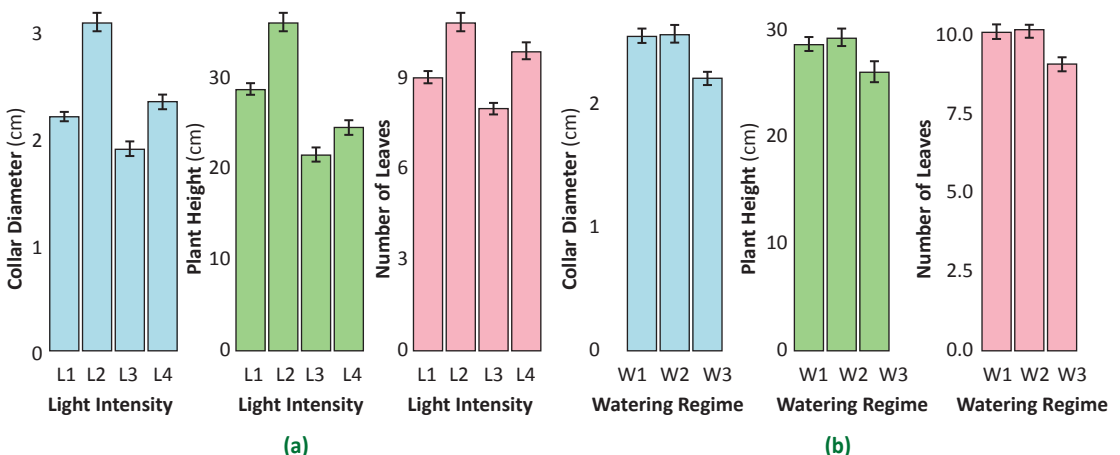 Collar Diameter (cm)
3
2
1
0
L1 L2 L3 L4
Light Intensity
Plant Height (cm)
30
20
10
0
L1 L2 L3 L4
Light Intensity
Number of Leaves
9
6
3
0
L1 L2 L3 L4
Light Intensity
(a)
Collar Diameter (cm)
2
1
0
W1 W2 W3
Watering Regime
Plant Height (cm)
30
20
10
0
W1 W2 W3
Watering Regime
Number of Leaves
10.0
7.5
5.0
2.5
0.0
W1 W2 W3
Watering Regime
(b)